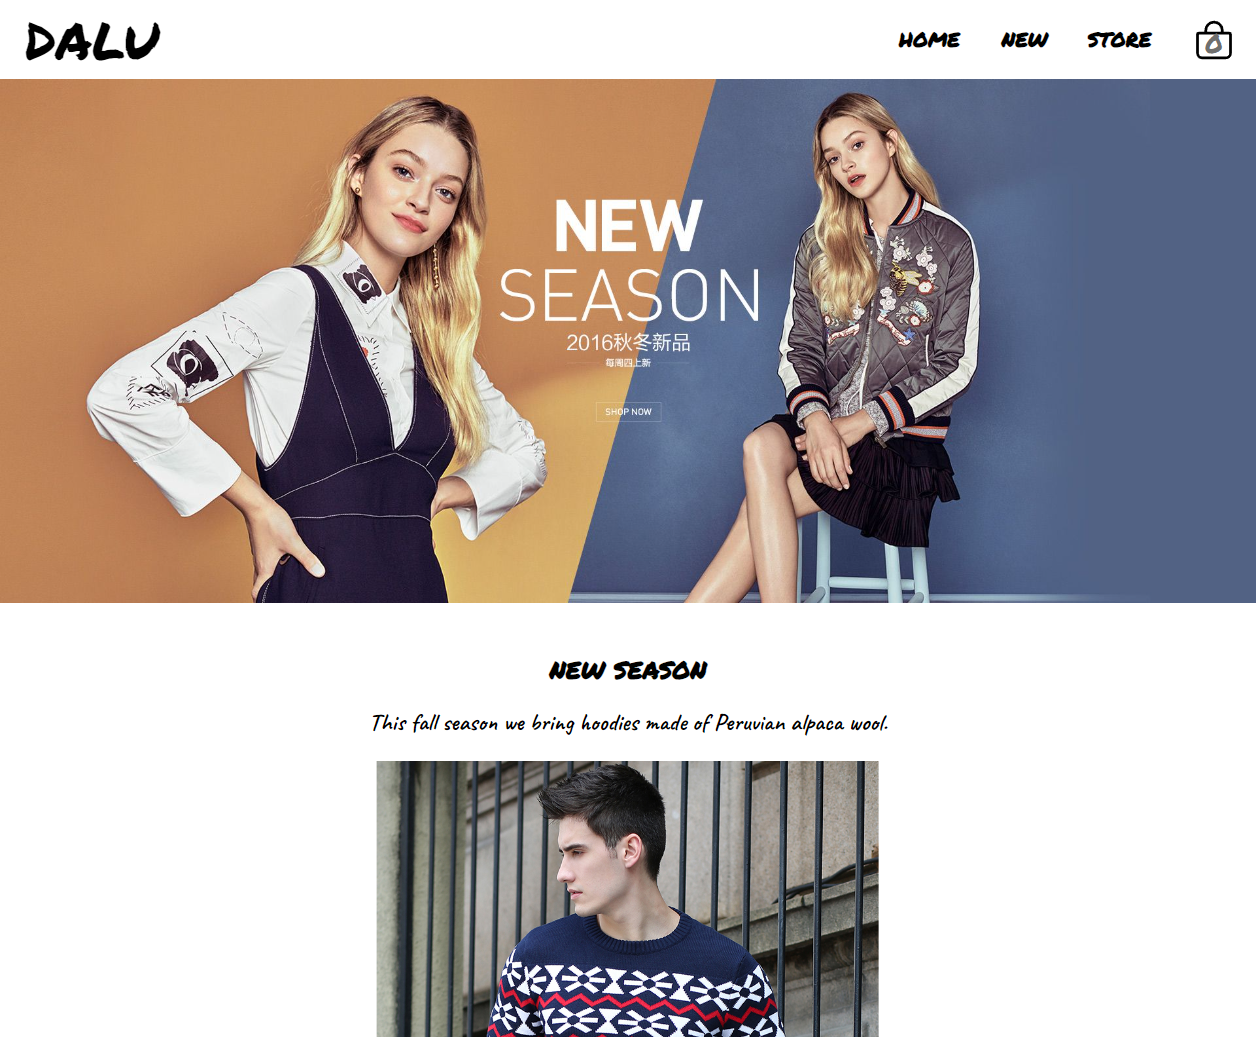 DALU
HOME
NEW
STORE
0
NEW
SEASON
2016秋冬新品
每周四上新
SHOP NOW
NEW SEASON
This fall season we bring hoodies made of Peruvian alpaca wool.